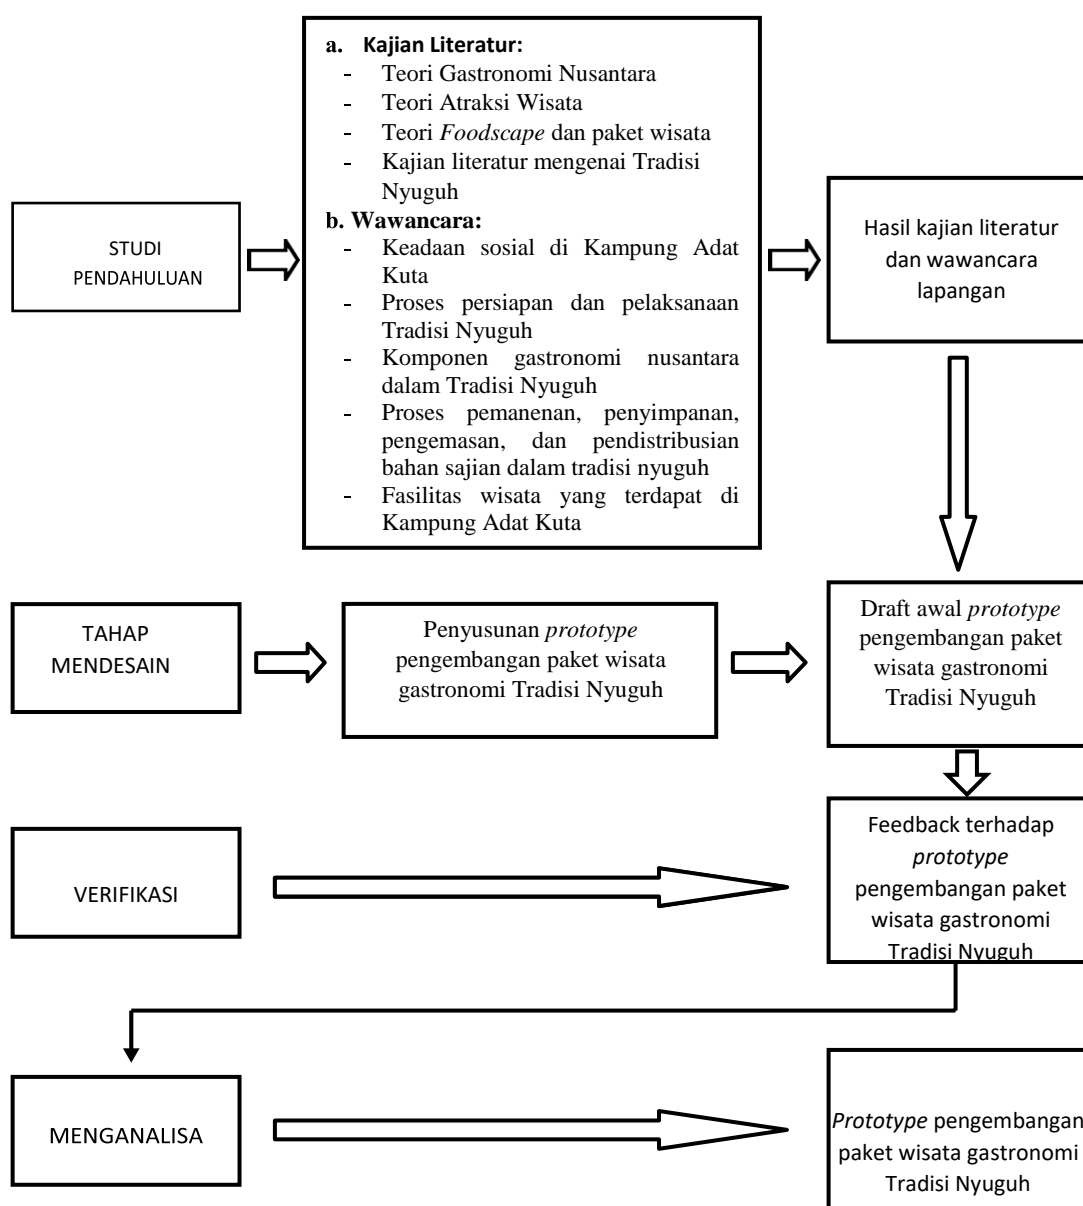 a. Kajian Literatur:
- Teori Gastronomi Nusantara
- Teori Atraksi Wisata
- Teori Foodscape dan paket wisata
- Kajian literatur mengenai Tradisi
Nyuguh
b. Wawancara:
- Keadaan sosial di Kampung Adat
Kuta
- Proses persiapan dan pelaksanaan
Tradisi Nyuguh
- Komponen gastronomi nusantara
dalam Tradisi Nyuguh
- Proses pemanenan, penyimpanan,
pengemasan, dan pendistribusian
bahan sajian dalam tradisi nyuguh
- Fasilitas wisata yang terdapat di
Kampung Adat Kuta
STUDI
PENDAHULUAN
Hasil kajian literatur
dan wawancara
lapangan
TAHAP
MENDESAIN
Penyusunan prototype
pengembangan paket wisata
gastronomi Tradisi Nyuguh
Draft awal prototype
pengembangan paket
wisata gastronomi
Tradisi Nyuguh
VERIFIKASI
Feedback terhadap
prototype
pengembangan paket
wisata gastronomi
Tradisi Nyuguh
MENGANALISA
Prototype pengembangan
paket wisata gastronomi
Tradisi Nyuguh